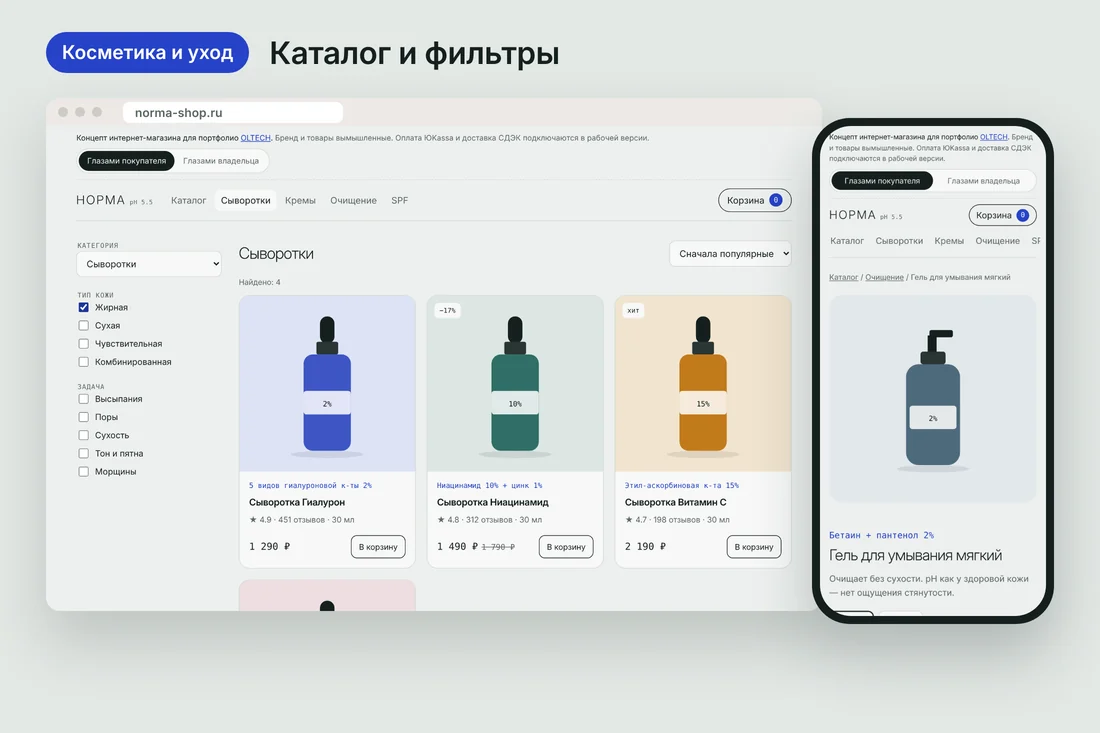 Косметика и уход
Каталог и фильтры
norma-shop.ru
Концепт интернет-магазина для портфолио OLTECH. Бренд и товары вымышленные. Оплата ЮKassa и доставка СДЭК подключаются в рабочей версии.
Глазами покупателя Глазами владельца
НОРМА pH 5.5 Каталог Сыворотки Кремы Очищение SPF Корзина 0
КАТЕГОРИЯ
Сыворотки
ТИП КОЖИ
Жирная
Сухая
Чувствительная
Комбинированная
ЗАДАЧА
Высыпания
Поры
Сухость
Тон и пятна
Морщины
Сыворотки
Сначала популярные
Найдено: 4
2%
5 видов гиалуроновой к-ты 2%
Сыворотка Гиалурон
★ 4.9 · 451 отзывов · 30 мл
1 290 ₽ В корзину
−17%
10%
Ниацинамид 10% + цинк 1%
Сыворотка Ниацинамид
★ 4.8 · 312 отзывов · 30 мл
1 490 ₽ 1 790 ₽ В корзину
хит
15%
Этил-аскорбиновая к-та 15%
Сыворотка Витамин C
★ 4.7 · 198 отзывов · 30 мл
2 190 ₽ В корзину
Концепт интернет-магазина для портфолио OLTECH. Бренд
и товары вымышленные. Оплата ЮKassa и доставка СДЭК
подключаются в рабочей версии.
Глазами покупателя Глазами владельца
НОРМА pH 5.5 Корзина 0
Каталог Сыворотки Кремы Очищение
Каталог / Очищение / Гель для умывания мягкий
2%
Бетаин + пантенол 2%
Гель для умывания мягкий
Очищает без сухости. pH как у здоровой кожи
— нет ощущения стянутости.